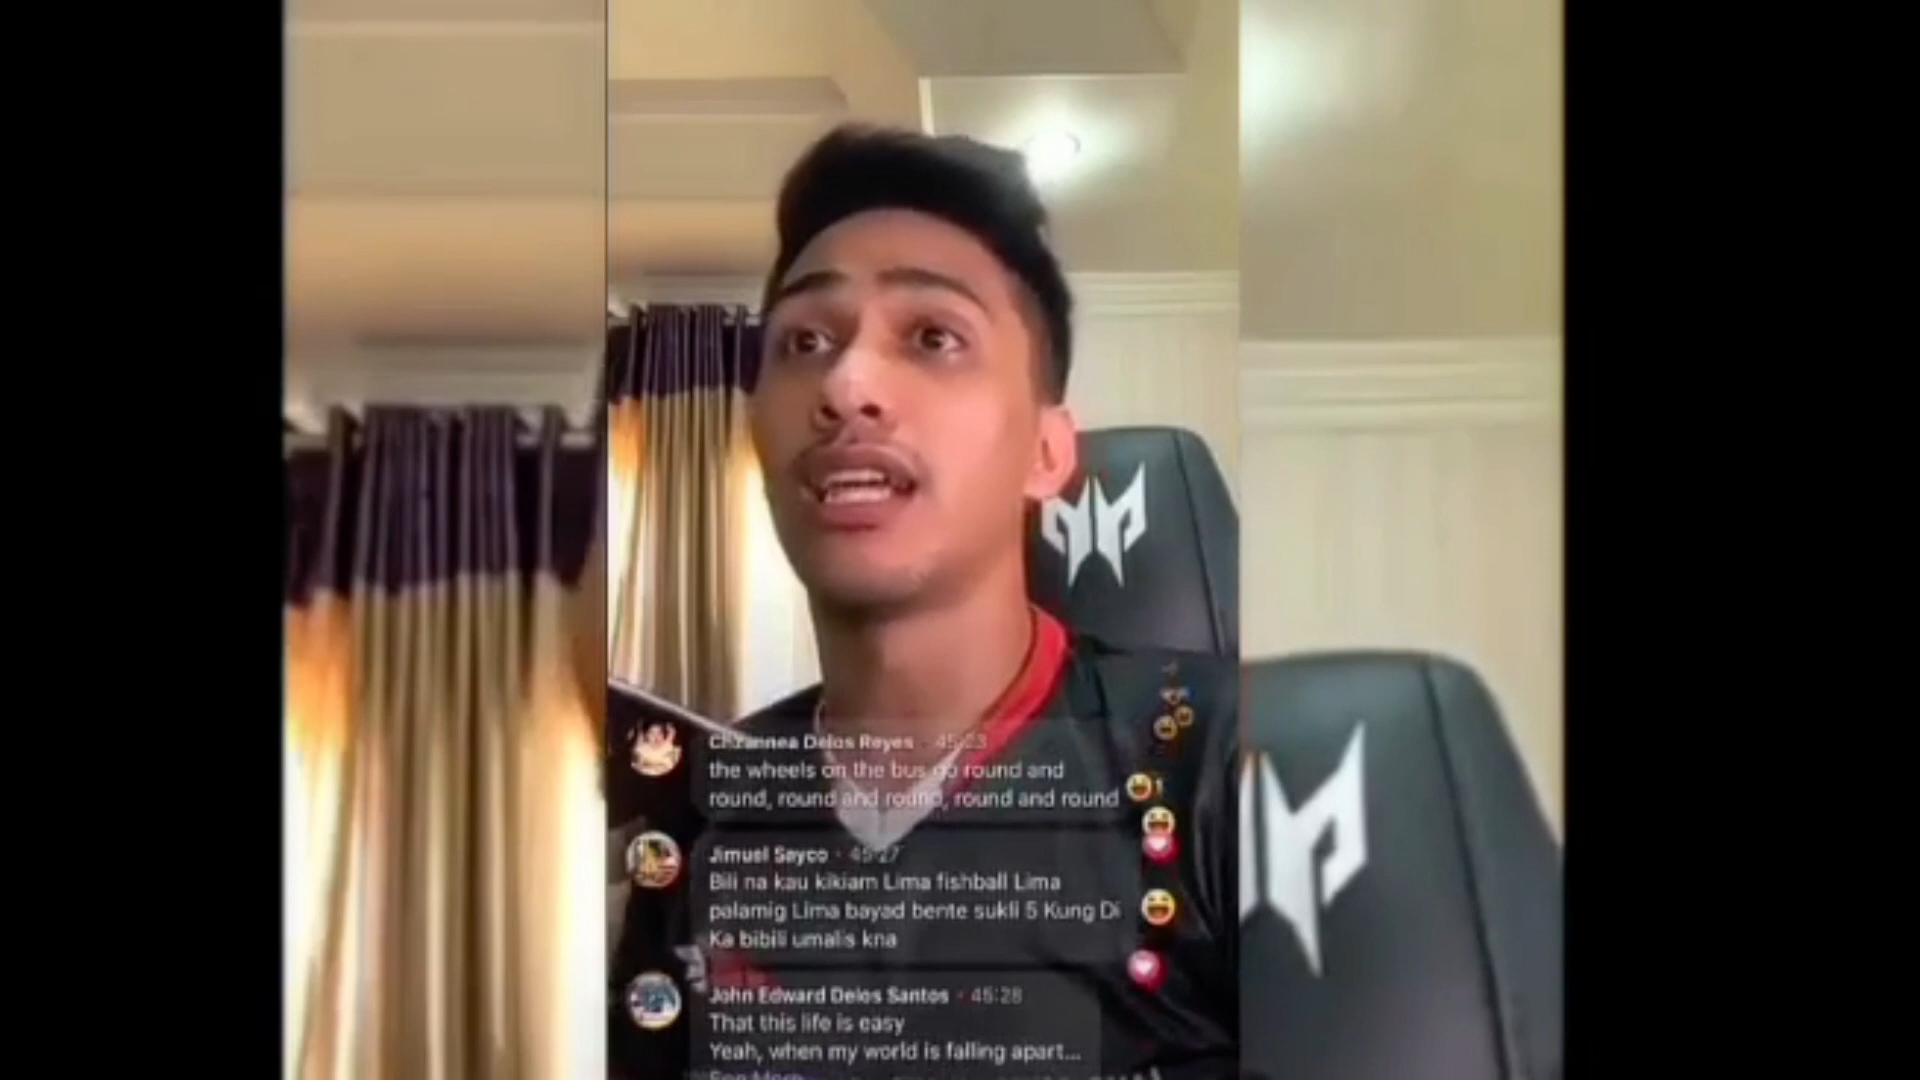 Chzannea Delos Reyes · 45:23
the wheels on the bus go round and
round, round and round, round and round
1
Jimuel Sayco · 45:27
Bili na kau kikiam Lima fishball Lima
palamig Lima bayad bente sukli 5 Kung Di
Ka bibili umalis kna
John Edward Delos Santos · 45:28
That this life is easy
Yeah, when my world is falling apart...
See More